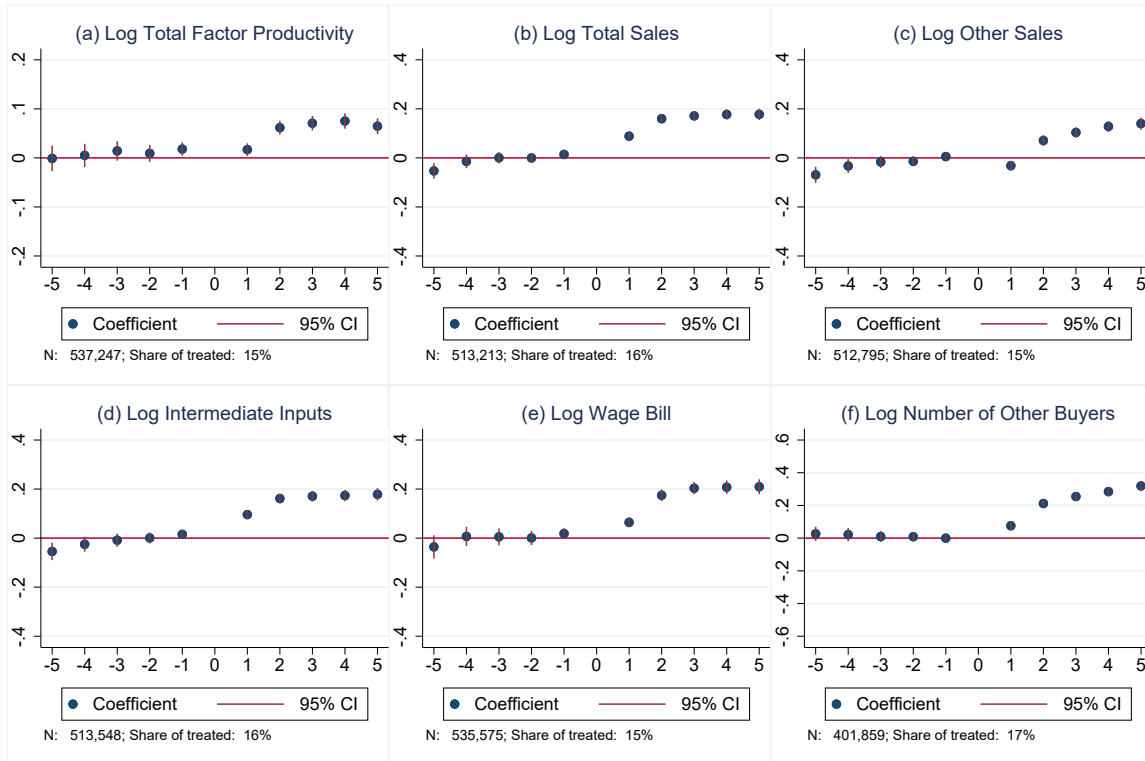 (a) Log Total Factor Productivity
.2
.1
0
-.1
-.2
-5 -4 -3 -2 -1 0 1 2 3 4 5
Coefficient 95% CI
N: 537,247; Share of treated: 15%
(b) Log Total Sales
.4
.2
0
-.2
-.4
-5 -4 -3 -2 -1 0 1 2 3 4 5
Coefficient 95% CI
N: 513,213; Share of treated: 16%
(c) Log Other Sales
.4
.2
0
-.2
-.4
-5 -4 -3 -2 -1 0 1 2 3 4 5
Coefficient 95% CI
N: 512,795; Share of treated: 15%
(d) Log Intermediate Inputs
.4
.2
0
-.2
-.4
-5 -4 -3 -2 -1 0 1 2 3 4 5
Coefficient 95% CI
N: 513,548; Share of treated: 16%
(e) Log Wage Bill
.4
.2
0
-.2
-.4
-5 -4 -3 -2 -1 0 1 2 3 4 5
Coefficient 95% CI
N: 535,575; Share of treated: 15%
(f) Log Number of Other Buyers
.6
.4
.2
0
-.2
-.4
-.6
-5 -4 -3 -2 -1 0 1 2 3 4 5
Coefficient 95% CI
N: 401,859; Share of treated: 17%